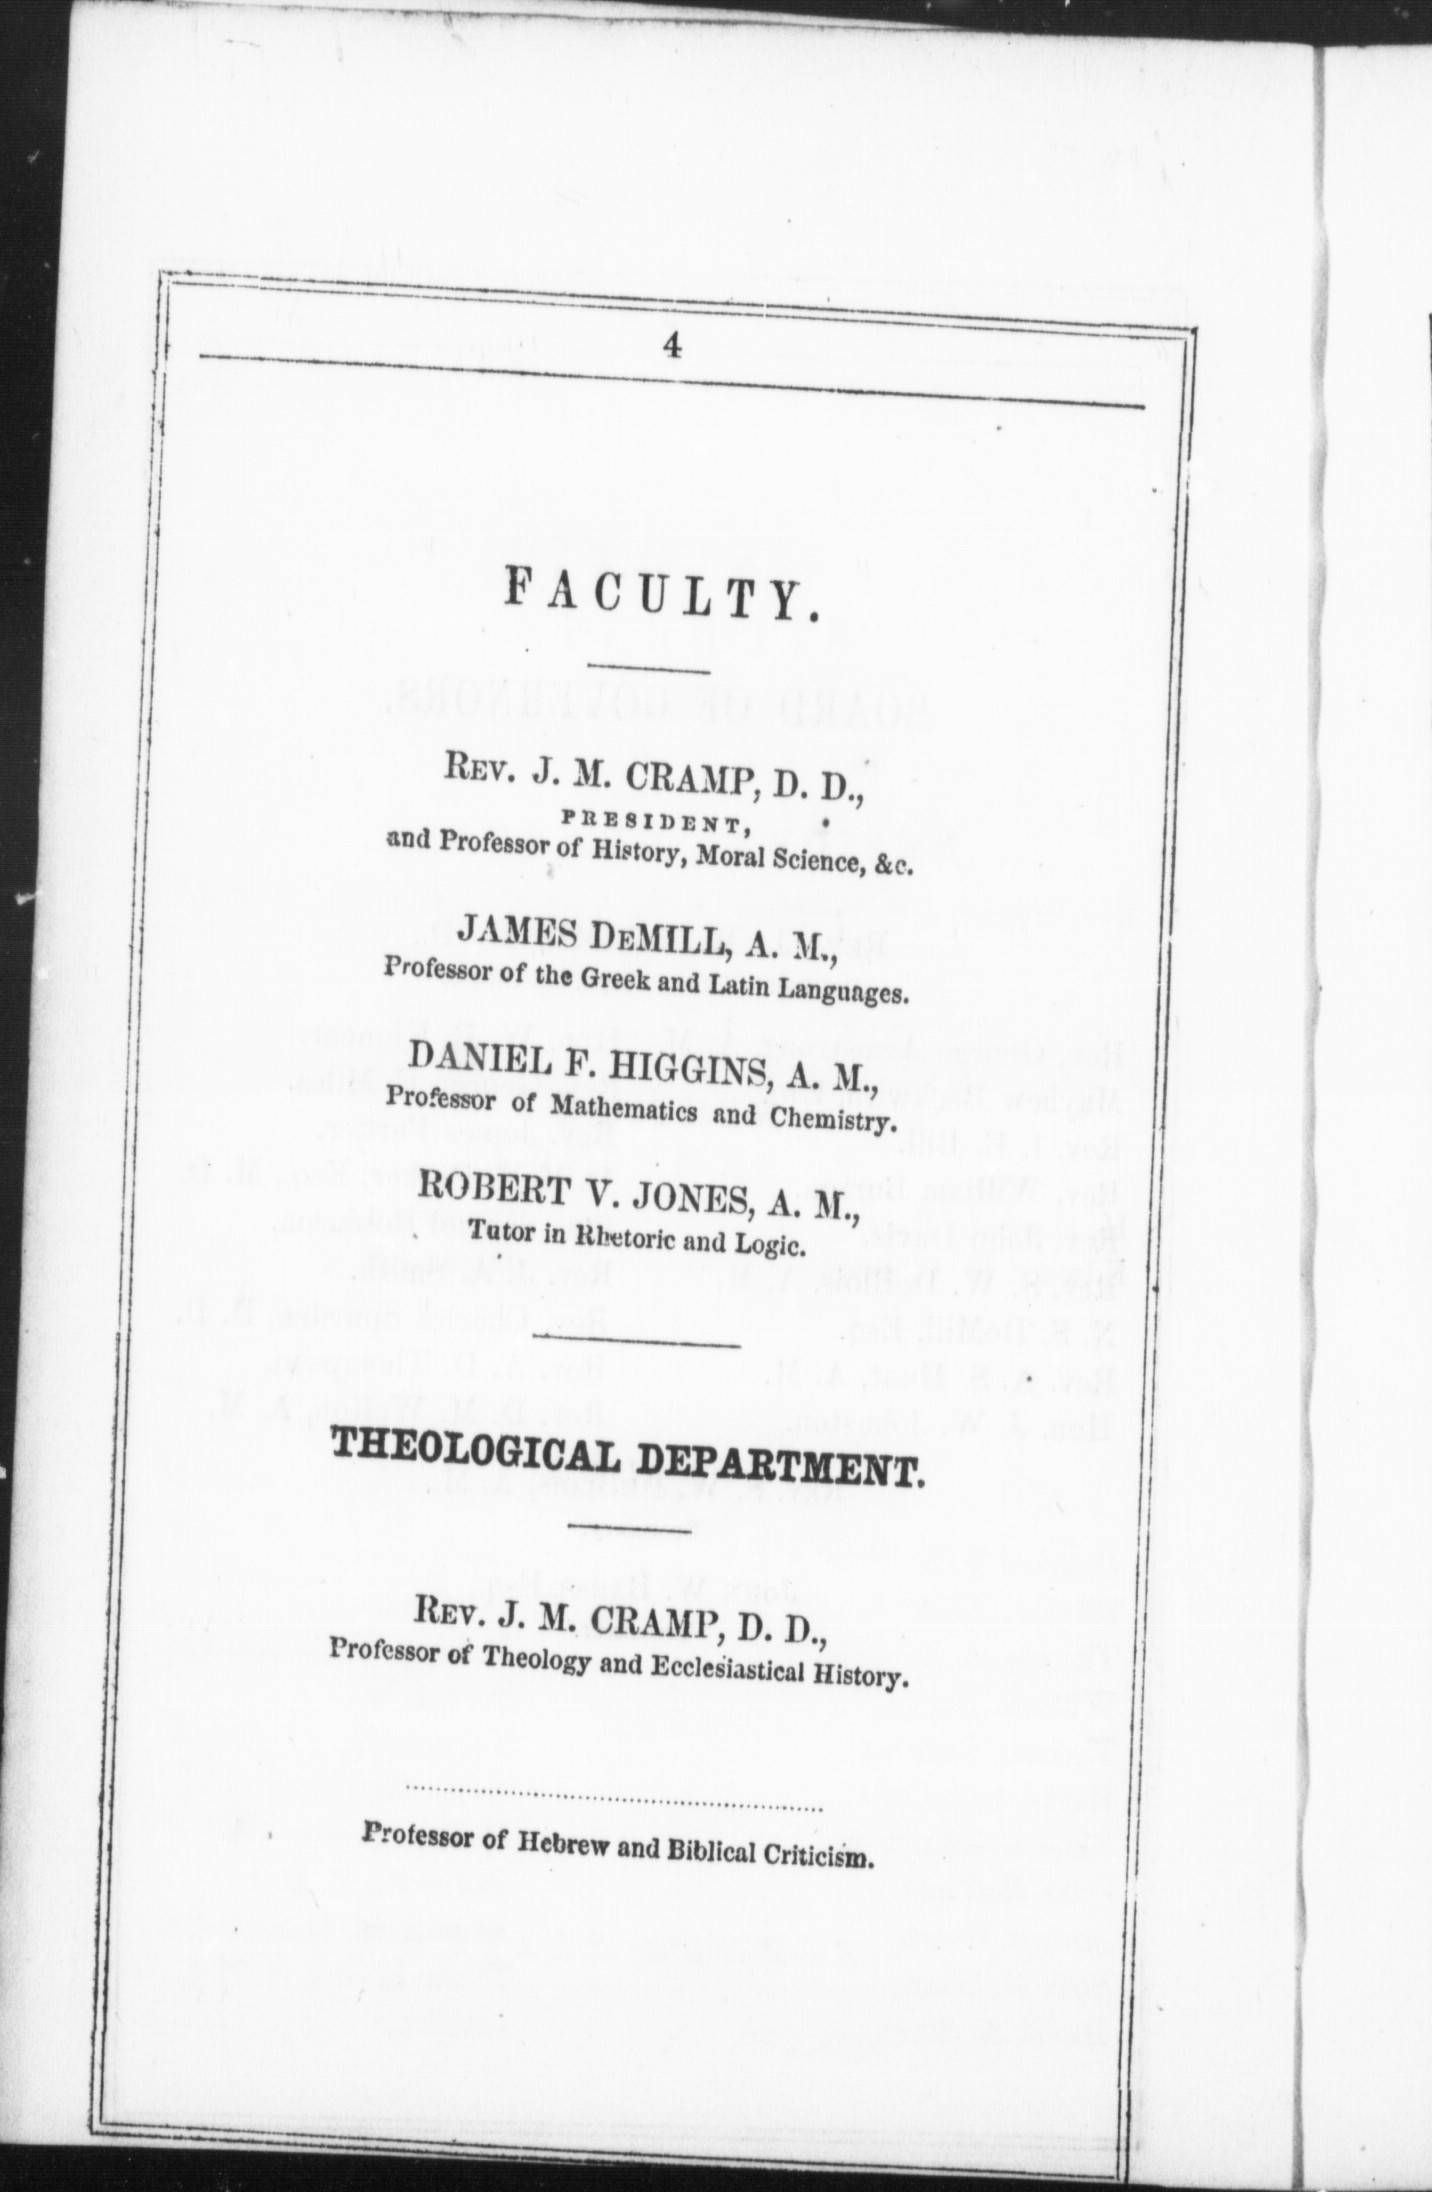 4
FACULTY.
REV. J. M. CRAMP, D. D.,
PRESIDENT,
and Professor of History, Moral Science, &c.
JAMES DEMILL, A. M.,
Professor of the Greek and Latin Languages.
DANIEL F. HIGGINS, A. M.,
Professor of Mathematics and Chemistry.
ROBERT V. JONES, A. M.,
Tutor in Rhetoric and Logic.
THEOLOGICAL DEPARTMENT.
REV. J. M. CRAMP, D. D.,
Professor of Theology and Ecclesiastical History.
........................................................
Professor of Hebrew and Biblical Criticism.